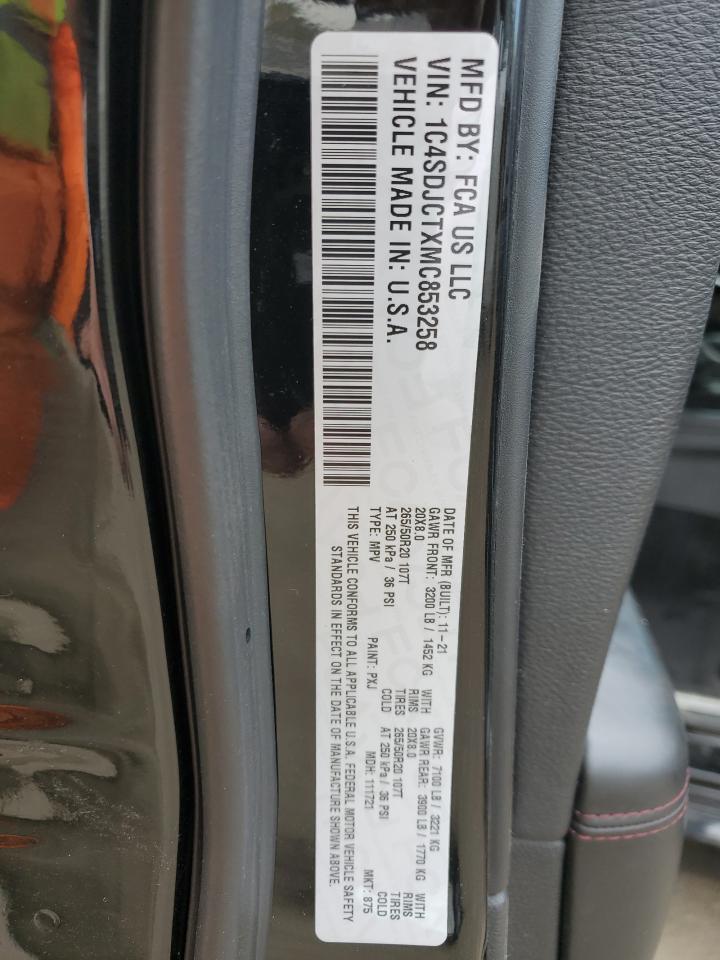 MFD BY: FCA US LLC
VIN: 1C4SDJCTXMC853258
VEHICLE MADE IN: U.S.A.
DATE OF MFR (BUILT): 11-21 GVWR: 7100 LB / 3221 KG
GAWR FRONT: 3200 LB / 1452 KG WITH GAWR REAR: 3900 LB / 1770 KG WITH
20X8.0 RIMS 20X8.0 RIMS
265/50R20 107T TIRES 265/50R20 107T TIRES
AT 250 kPa / 36 PSI COLD AT 250 kPa / 36 PSI COLD
TYPE: MPV PAINT: PXJ MDH: 111721 MKT: 875
THIS VEHICLE CONFORMS TO ALL APPLICABLE U.S.A. FEDERAL MOTOR VEHICLE SAFETY
STANDARDS IN EFFECT ON THE DATE OF MANUFACTURE SHOWN ABOVE.